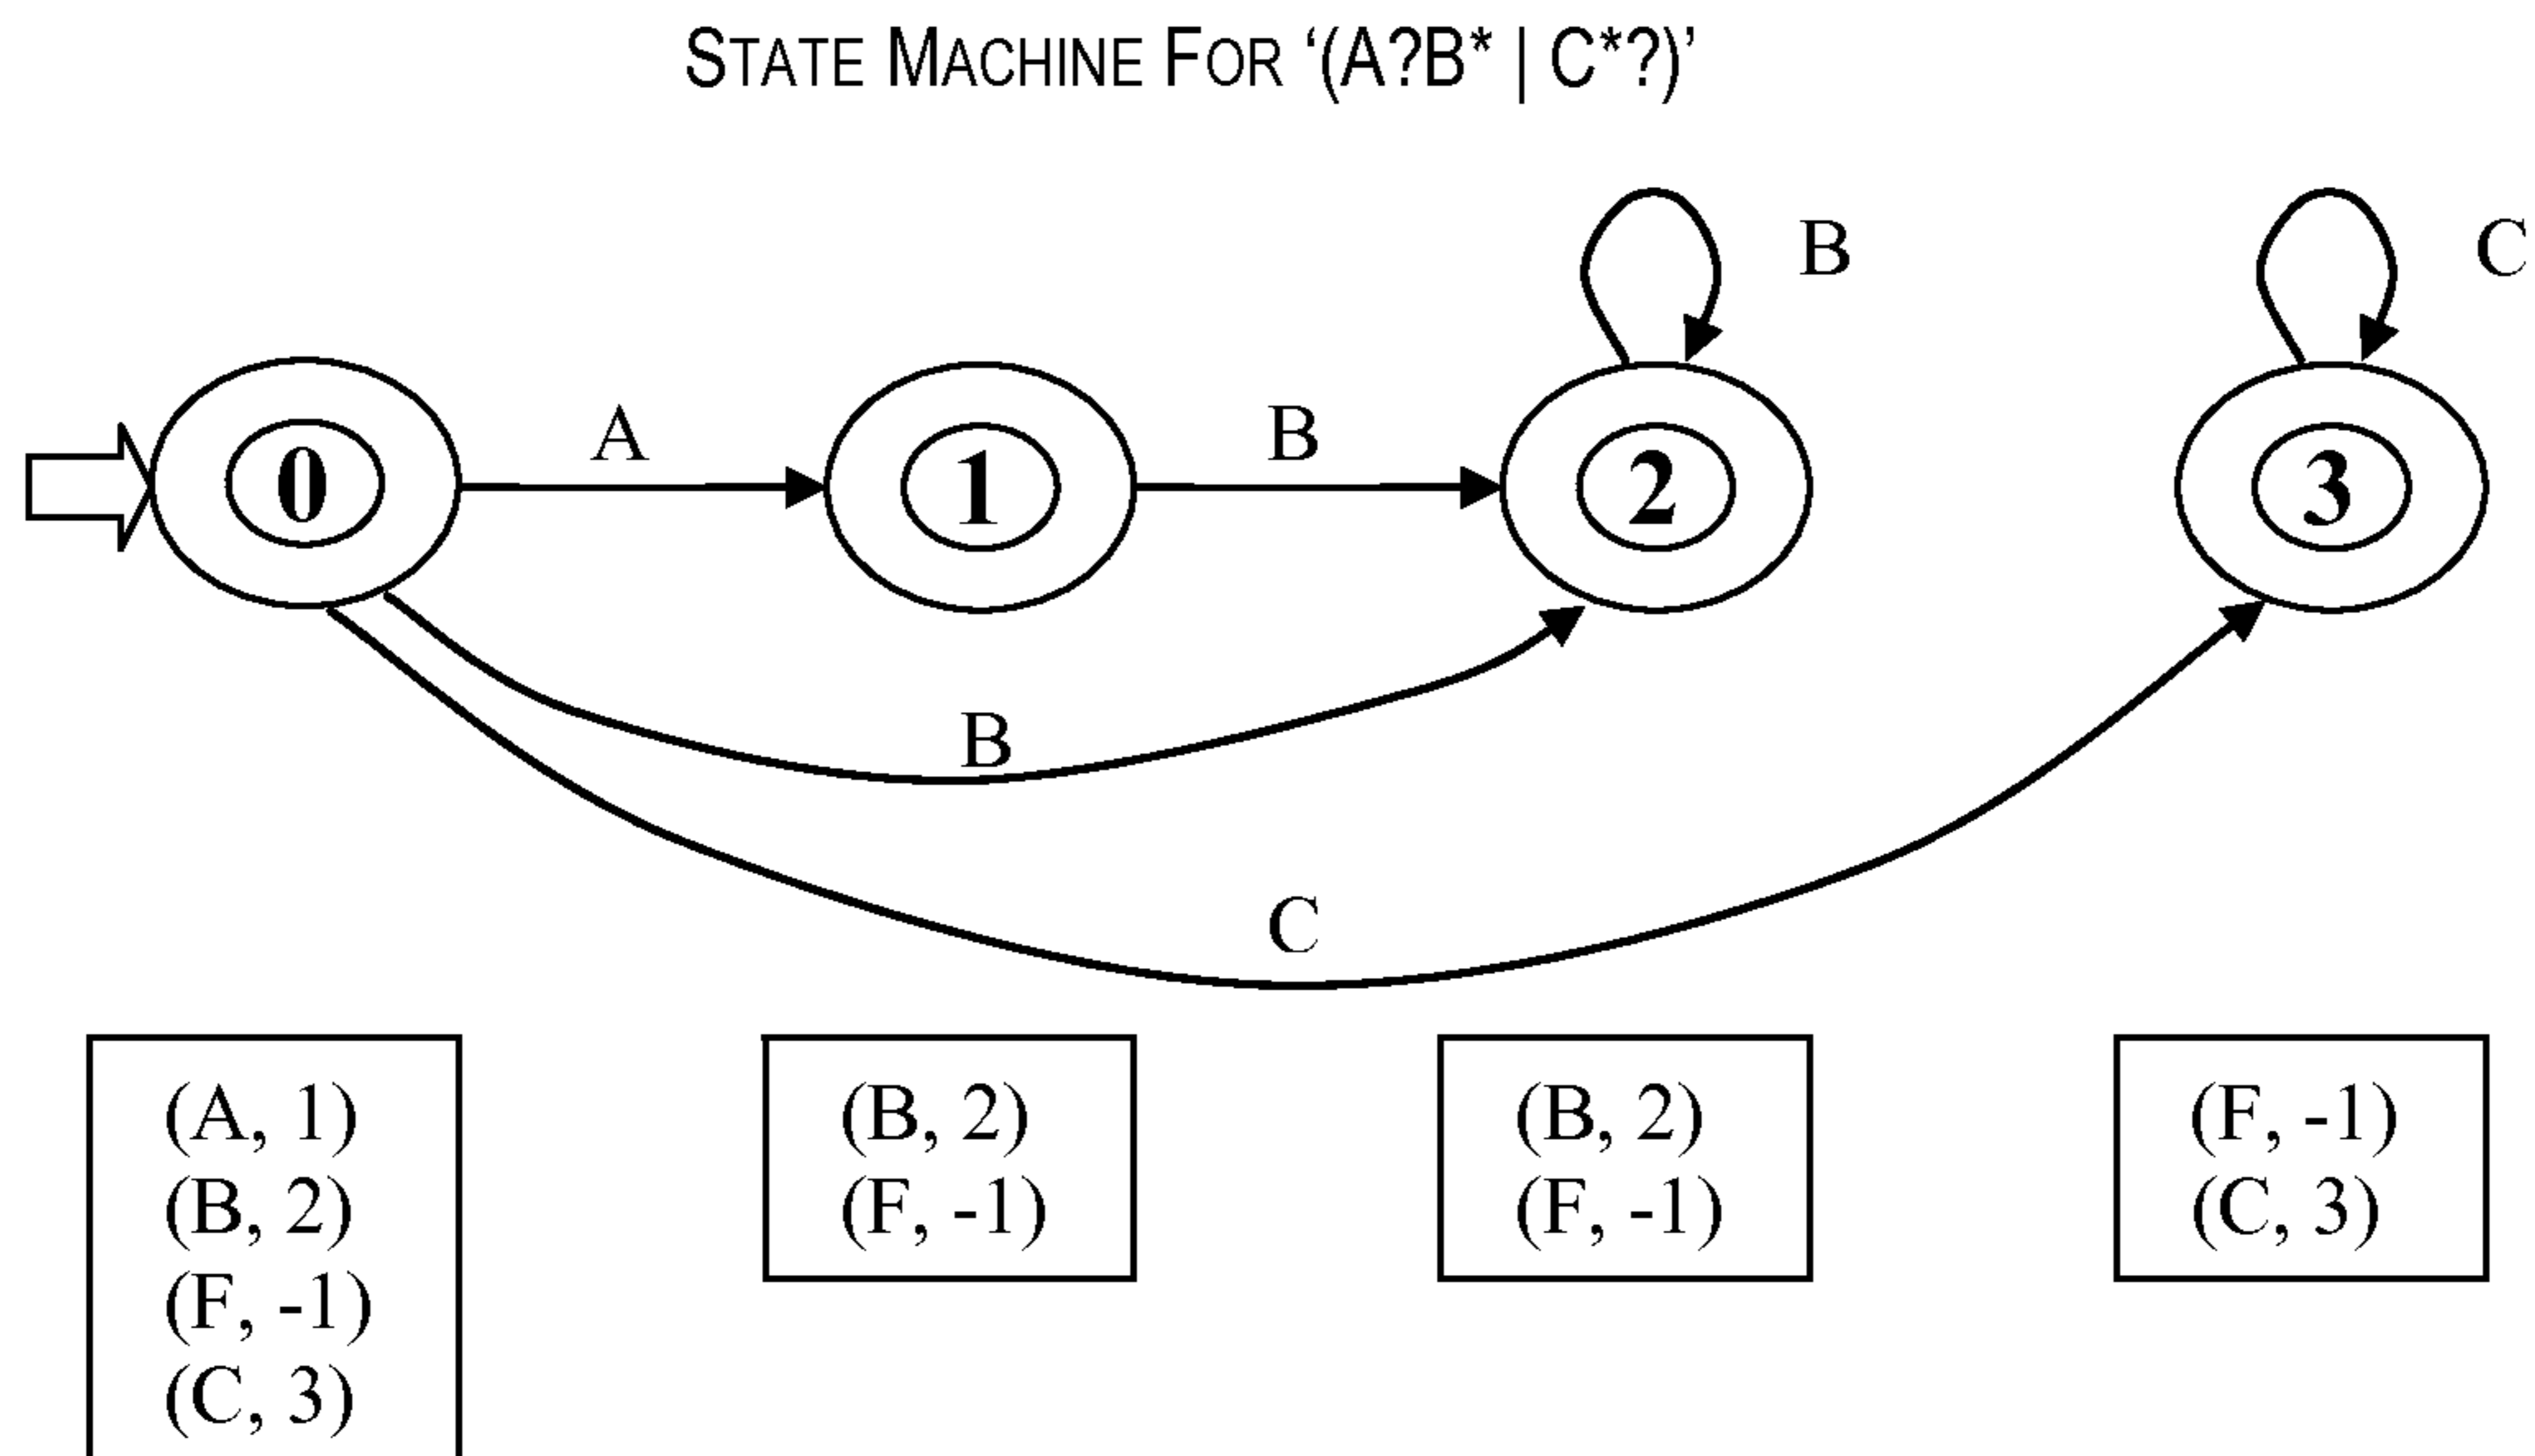 STATE MACHINE FOR ‘(A?B* | C*?)’
B
C
A
B
0
1
2
3
B
C
(A, 1)
(B, 2)
(F, -1)
(C, 3)
(B, 2)
(F, -1)
(B, 2)
(F, -1)
(F, -1)
(C, 3)